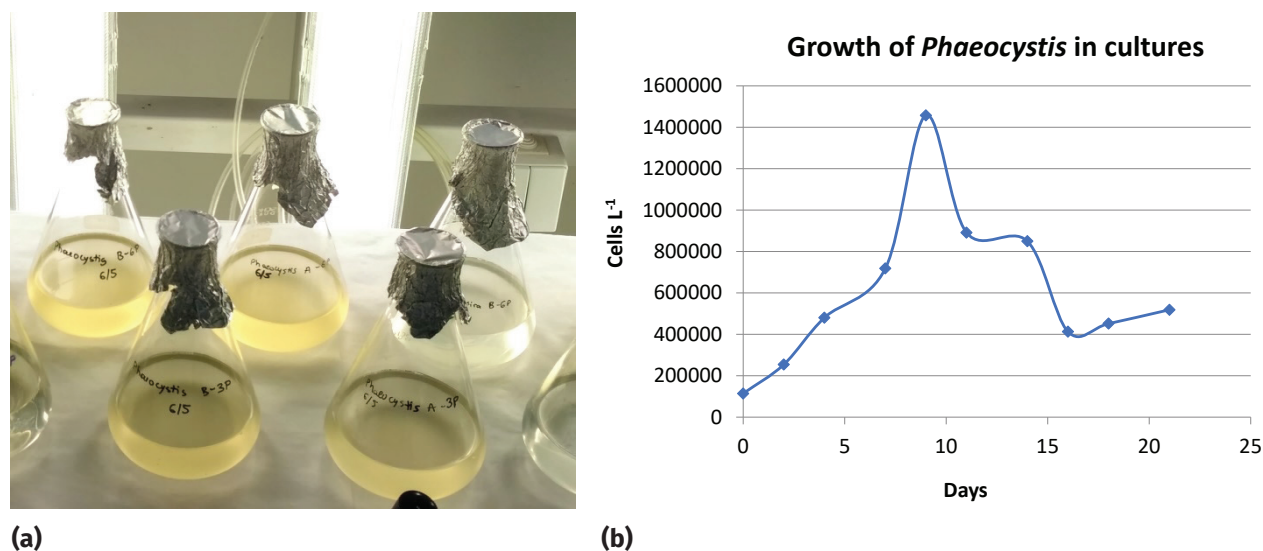 Phaeocystis B-6P
6/5
Phaeocystis A
6/5
B-6P
Phaeocystis B-3P
6/5
Phaeocystis A-3P
6/5
(a)
Growth of Phaeocystis in cultures
Cells L-1
1600000
1400000
1200000
1000000
800000
600000
400000
200000
0
0 5 10 15 20 25
Days
(b)